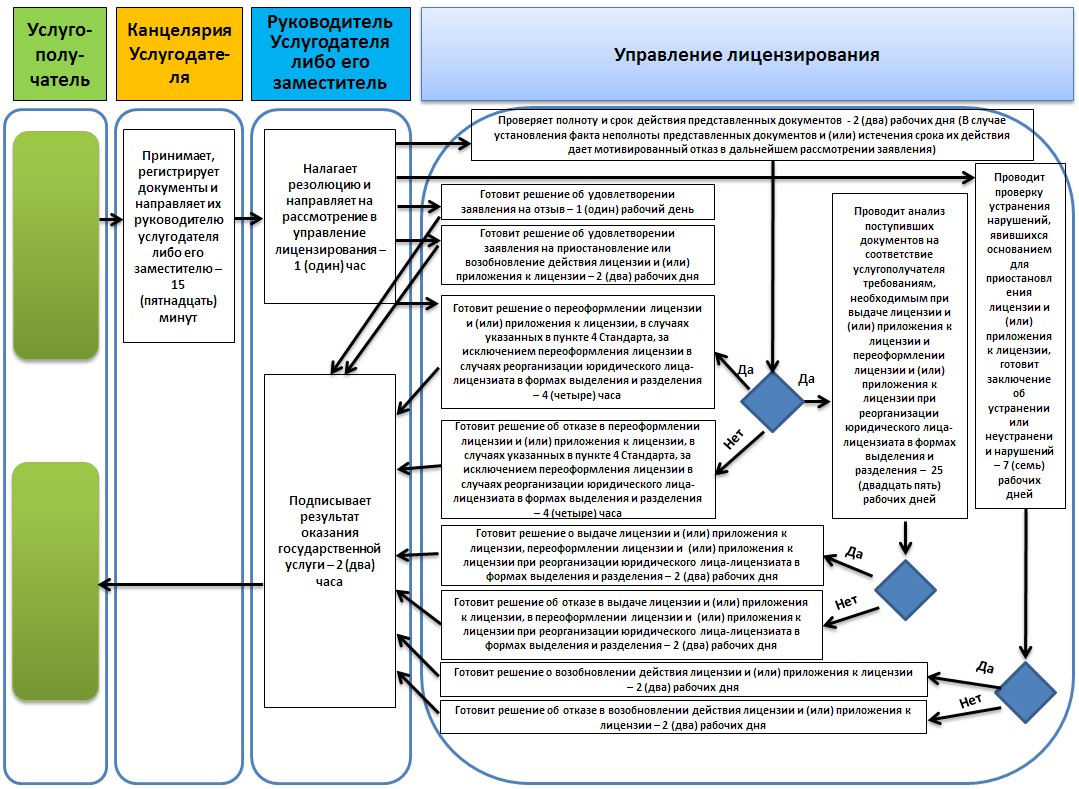 Услуго-
полу-
чатель
Канцелярия
Услугодате-
ля
Руководитель
Услугодателя
либо его
заместитель
Управление лицензирования
Принимает,
регистрирует
документы и
направляет их
руководителю
услугодателя
либо его
заместителю –
15
(пятнадцать)
минут
Налагает
резолюцию и
направляет на
рассмотрение в
управление
лицензирования –
1 (один) час
Подписывает
результат
оказания
государственной
услуги – 2 (два)
часа
Проверяет полноту и срок действия представленных документов - 2 (два) рабочих дня (В случае
установления факта неполноты представленных документов и (или) истечения срока их действия
дает мотивированный отказ в дальнейшем рассмотрении заявления)
Готовит решение об удовлетворении
заявления на отзыв – 1 (один) рабочий день
Готовит решение об удовлетворении
заявления на приостановление или
возобновление действия лицензии и (или)
приложения к лицензии – 2 (два) рабочих дня
Готовит решение о переоформлении лицензии
и (или) приложения к лицензии, в случаях
указанных в пункте 4 Стандарта, за
исключением переоформления лицензии в
случаях реорганизации юридического лица-
лицензиата в формах выделения и разделения
– 4 (четыре) часа
Готовит решение об отказе в переоформлении
лицензии и (или) приложения к лицензии, в
случаях указанных в пункте 4 Стандарта, за
исключением переоформления лицензии в
случаях реорганизации юридического лица-
лицензиата в формах выделения и разделения
– 4 (четыре) часа
Да
Да
Нет
Проводит анализ
поступивших
документов на
соответствие
услугополучателя
требованиям,
необходимым при
выдаче лицензии и
(или) приложения к
лицензии и
переоформлении
лицензии и (или)
приложения к
лицензии при
реорганизации
юридического лица-
лицензиата в формах
выделения и
разделения – 25
(двадцать пять)
рабочих дней
Проводит
проверку
устранения
нарушений,
явившихся
основанием
для
приостановл
ения
лицензии и
(или)
приложения
к лицензии,
готовит
заключение
об
устранении
или
неустранени
и нарушений
– 7 (семь)
рабочих
дней
Готовит решение о выдаче лицензии и (или) приложения к
лицензии, переоформлении лицензии и (или) приложения к
лицензии при реорганизации юридического лица-лицензиата в
формах выделения и разделения – 2 (два) рабочих дня
Да
Нет
Готовит решение об отказе в выдаче лицензии и (или) приложения
к лицензии, в переоформлении лицензии и (или) приложения к
лицензии при реорганизации юридического лица-лицензиата в
формах выделения и разделения – 2 (два) рабочих дня
Готовит решение о возобновлении действия лицензии и (или) приложения к лицензии
– 2 (два) рабочих дня
Да
Нет
Готовит решение об отказе в возобновлении действия лицензии и (или) приложения к
лицензии – 2 (два) рабочих дня